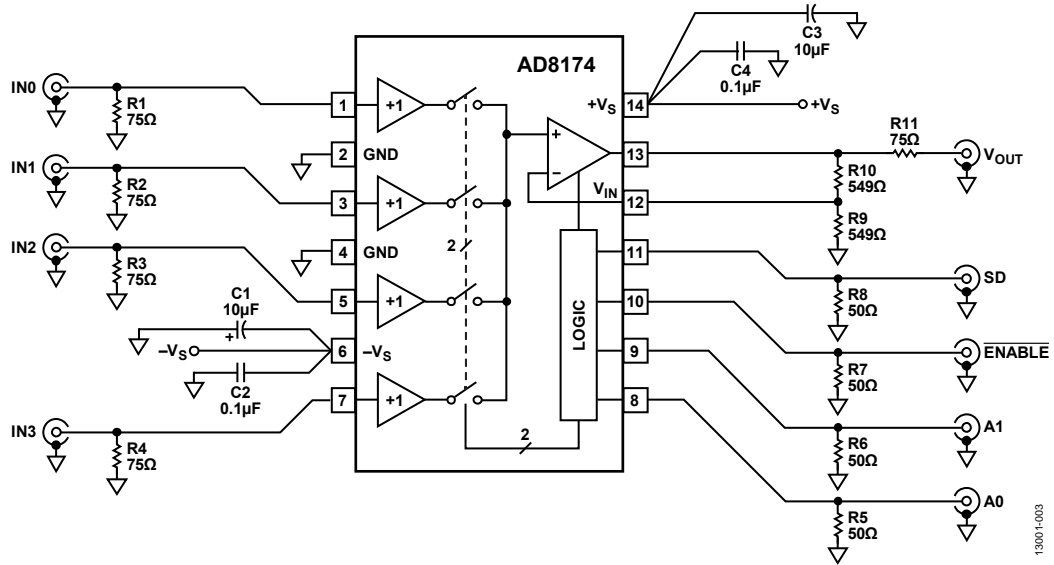 C3
10µF
C4
0.1µF
AD8174
IN0
R1
75Ω
1
+1
+VS
14
+VS
R11
75Ω
2
GND
+
13
VOUT
IN1
R2
75Ω
–
R10
549Ω
3
+1
VIN
12
R9
549Ω
IN2
R3
75Ω
4
GND
2
11
SD
R8
50Ω
5
+1
10
C1
10µF
+
LOGIC
–VS
6
–VS
9
ENABLE
R7
50Ω
C2
0.1µF
7
+1
8
IN3
R4
75Ω
2
A1
R6
50Ω
A0
R5
50Ω
13001-003